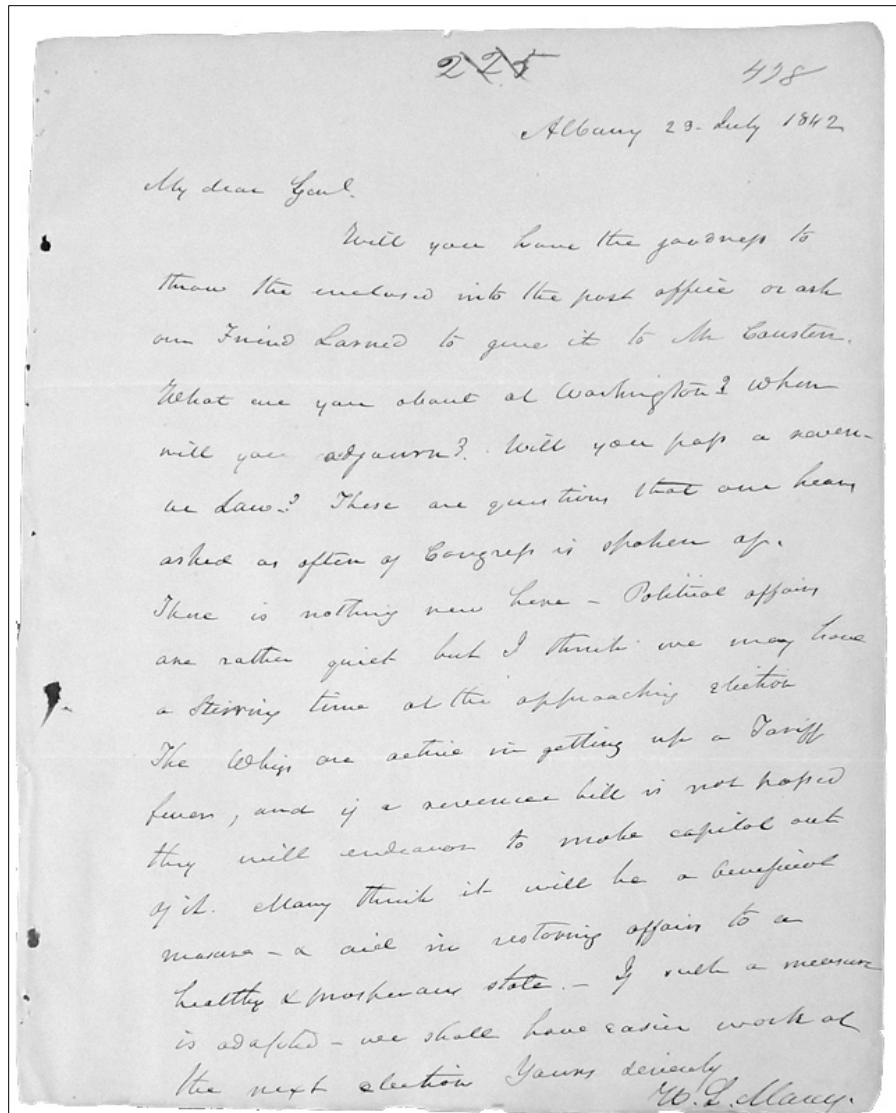 225 428
Albany 23. July 1842
My dear Genl.
Will you have the goodness to
throw the enclosed into the post office or ask
our Friend Larned to give it to Mr Causten.
What are you about at Washington? When
will you adjourn? Will you pass a reven-
ue Law? These are questions that one hears
asked as often as Congress is spoken of.
There is nothing new here – Political affairs
are rather quiet but I think we may have
a Stirring time at the approaching election
The Whigs are active in getting up a Tariff
fever, and if a revenue bill is not passed
they will endeavor to make capital out
of it. Many think it will be a beneficial
measure – & aid in restoring affairs to a
healthy & prosperous state. – If such a measure
is adopted – we shall have easier work at
the next election Yours sincerely
W. L. Marcy.